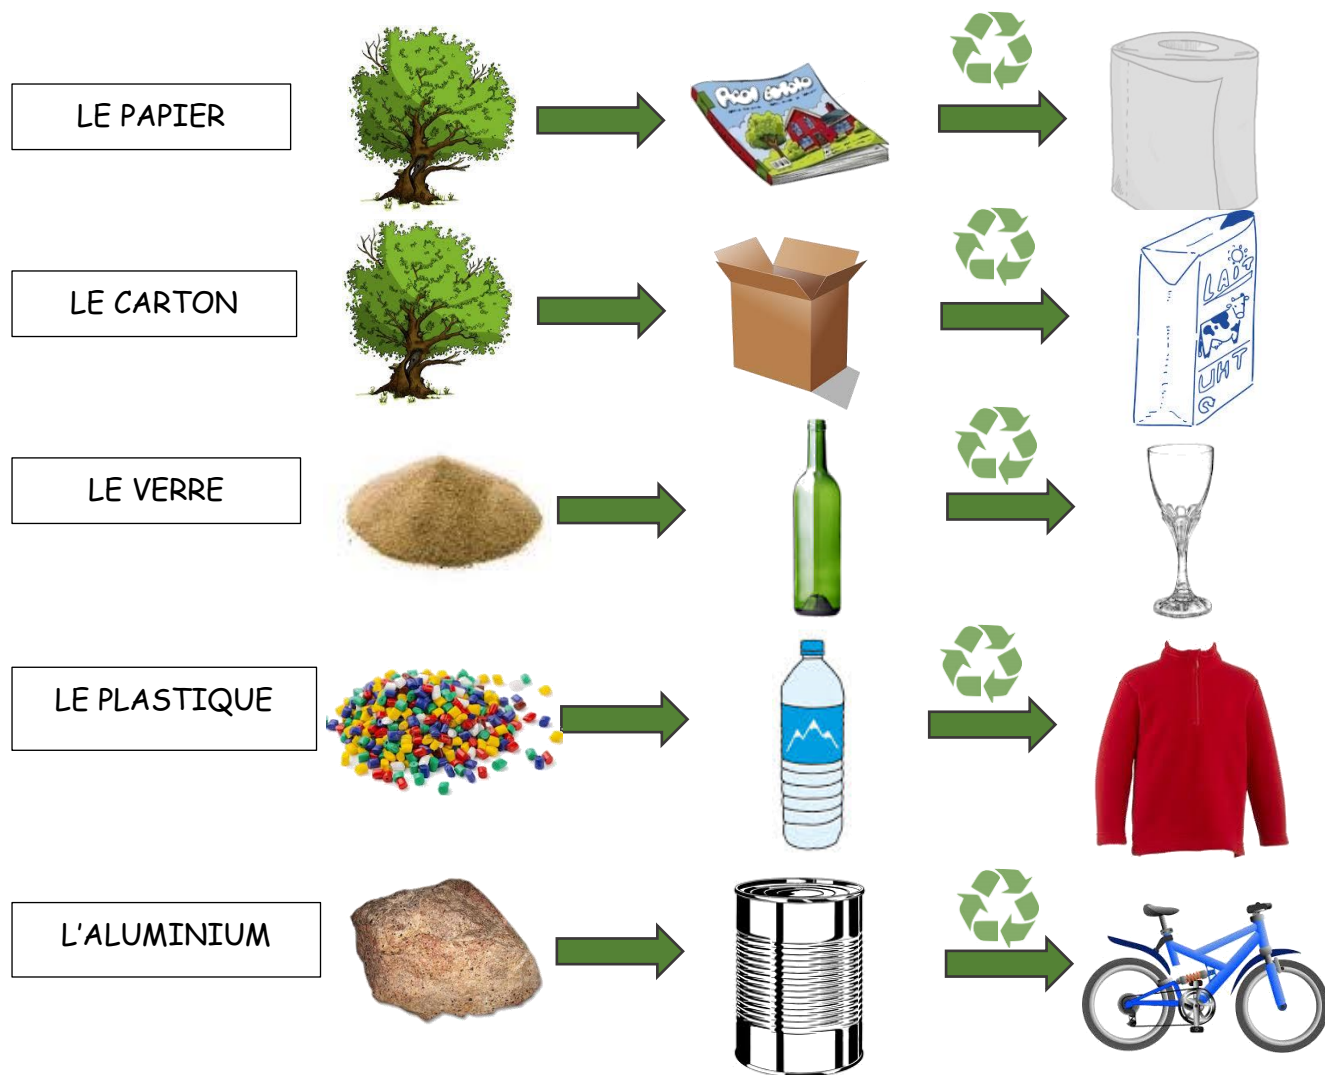 LE PAPIER
LE CARTON
LAIT
UHT
LE VERRE
LE PLASTIQUE
L'ALUMINIUM